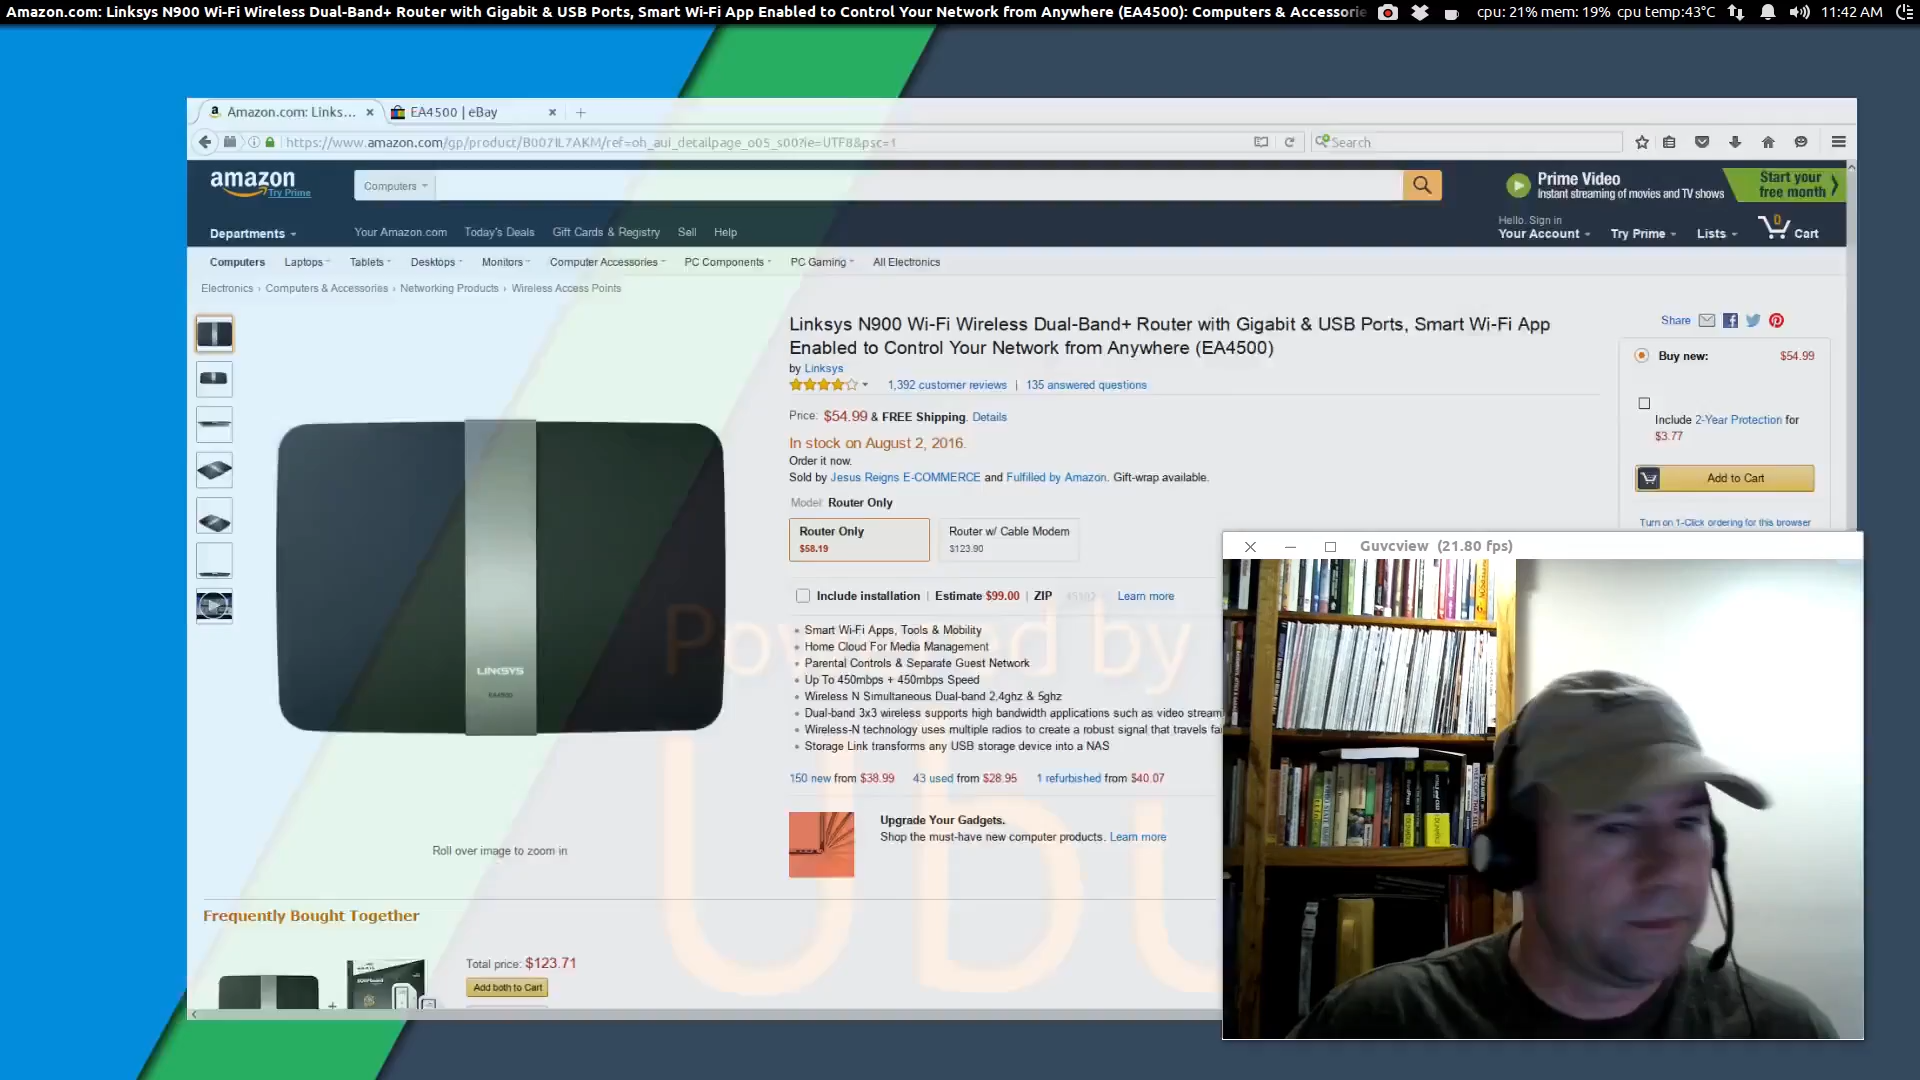 Amazon.com: Linksys N900 Wi-Fi Wireless Dual-Band+ Router with Gigabit & USB Ports, Smart Wi-Fi App Enabled to Control Your Network from Anywhere (EA4500): Computers & Accessorie
cpu: 21% mem: 19% cpu temp:43°C
11:42 AM
Amazon.com: Links...
EA4500 | eBay
https://www.amazon.com/gp/product/B007IL7AKM/ref=oh_aui_detailpage_o05_s00?ie=UTF8&psc=1
Search
amazon
Try Prime
Computers
Prime Video
Instant streaming of movies and TV shows
Start your
free month
Departments
Your Amazon.com
Today's Deals
Gift Cards & Registry
Sell
Help
Hello. Sign in
Your Account
Try Prime
Lists
0
Cart
Computers
Laptops
Tablets
Desktops
Monitors
Computer Accessories
PC Components
PC Gaming
All Electronics
Electronics › Computers & Accessories › Networking Products › Wireless Access Points
Linksys N900 Wi-Fi Wireless Dual-Band+ Router with Gigabit & USB Ports, Smart Wi-Fi App
Enabled to Control Your Network from Anywhere (EA4500)
by Linksys
1,392 customer reviews | 135 answered questions
Price: $54.99 & FREE Shipping. Details
In stock on August 2, 2016.
Order it now.
Sold by Jesus Reigns E-COMMERCE and Fulfilled by Amazon. Gift-wrap available.
Model: Router Only
Router Only
$58.19
Router w/ Cable Modem
$123.90
Include installation | Estimate $99.00 | ZIP
Learn more
Smart Wi-Fi Apps, Tools & Mobility
Home Cloud For Media Management
Parental Controls & Separate Guest Network
Up To 450mbps + 450mbps Speed
Wireless N Simultaneous Dual-band 2.4ghz & 5ghz
Dual-band 3x3 wireless supports high bandwidth applications such as video stream
Wireless-N technology uses multiple radios to create a robust signal that travels fa
Storage Link transforms any USB storage device into a NAS
150 new from $38.99
43 used from $28.95
1 refurbished from $40.07
Upgrade Your Gadgets.
Shop the must-have new computer products. Learn more
Share
Buy new:
$54.99
Include 2-Year Protection for
$3.77
Add to Cart
Turn on 1-Click ordering for this browser
LINKSYS
EA4500
Roll over image to zoom in
Frequently Bought Together
Total price: $123.71
Add both to Cart
Guvcview (21.80 fps)
by
Ubu